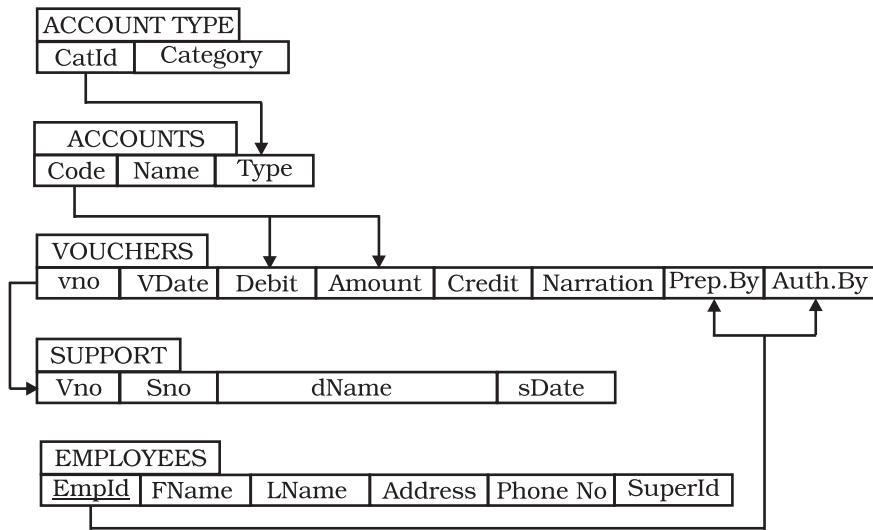 ACCOUNT TYPE
CatId Category
ACCOUNTS
Code Name Type
VOUCHERS
vno VDate Debit Amount Credit Narration Prep.By Auth.By
SUPPORT
Vno Sno dName sDate
EMPLOYEES
EmpId FName LName Address Phone No SuperId